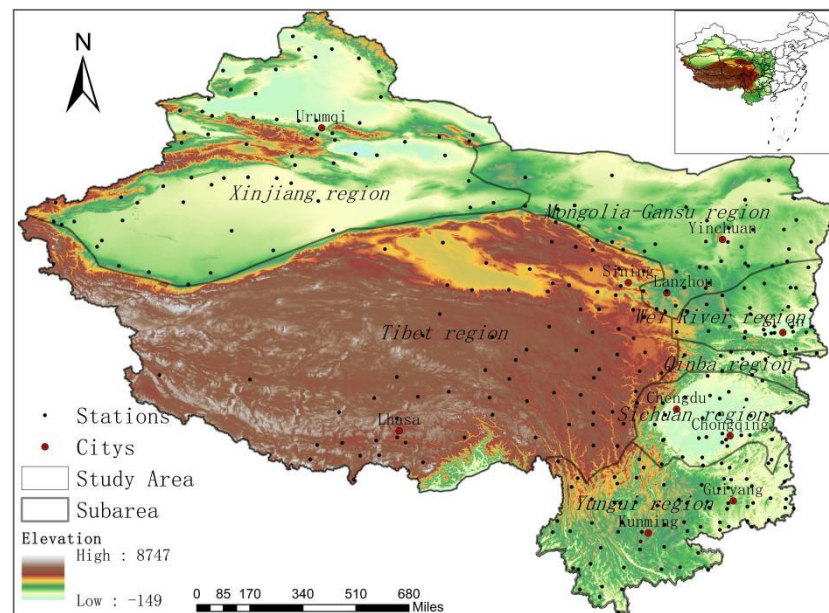 N
Urumqi
Xinjiang region
Mongolia-Gansu region
Yinchuan
Sining
Lanzhou
Wei River region
Tibet region
Qinba region
Chengdu
Sichuan region
Chongqing
Lhasa
Guiyang
Yungui region
Kunming
Stations
Citys
Study Area
Subarea
Elevation
High : 8747
Low : -149
0 85 170 340 510 680
Miles